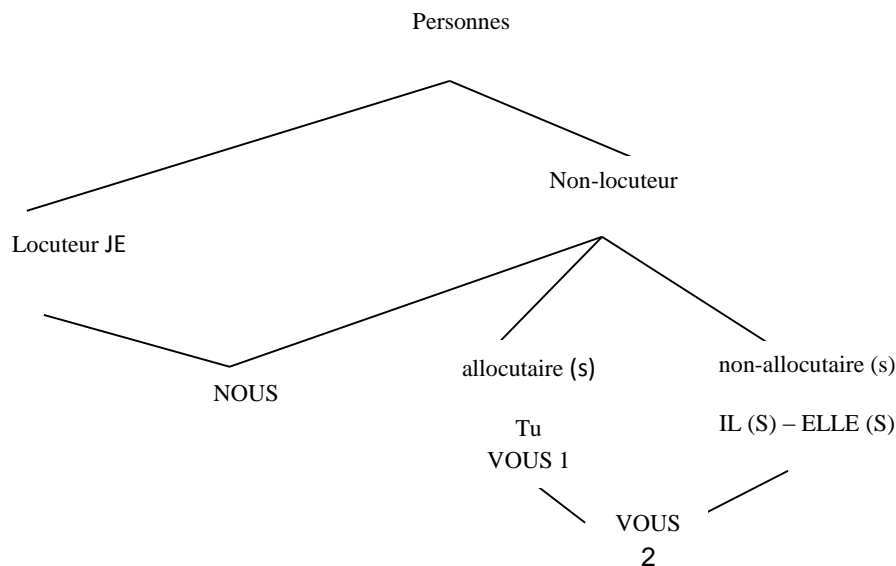 Personnes
Non-locuteur
Locuteur JE
allocutaire (s)
non-allocutaire (s)
NOUS
Tu
IL (S) – ELLE (S)
VOUS 1
VOUS
2